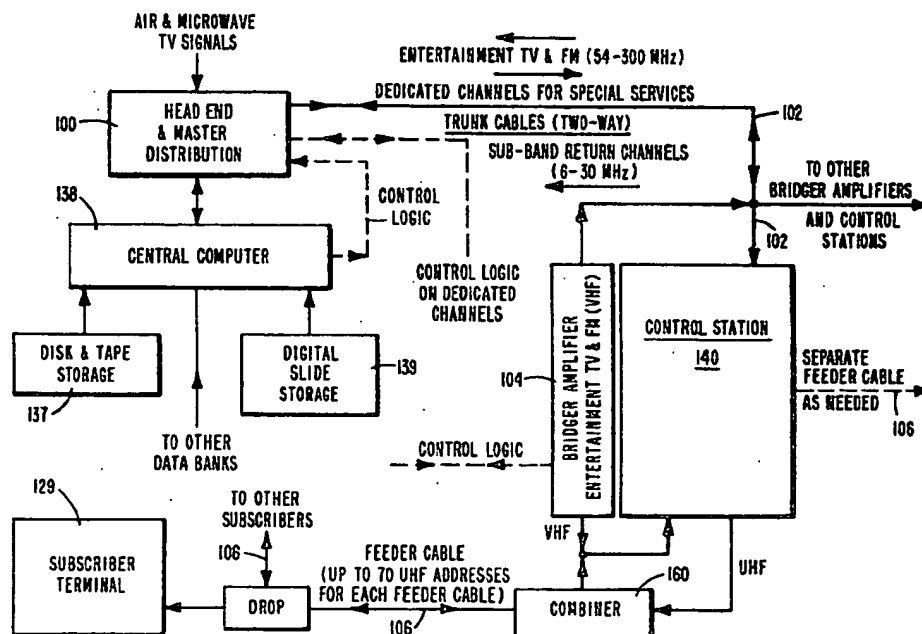 AIR & MICROWAVE
TV SIGNALS
ENTERTAINMENT TV & FM (54-300 MHz)
DEDICATED CHANNELS FOR SPECIAL SERVICES
100
HEAD END
& MASTER
DISTRIBUTION
102
TRUNK CABLES (TWO-WAY)
SUB-BAND RETURN CHANNELS
(6-30 MHz)
TO OTHER
BRIDGER AMPLIFIERS
AND CONTROL
STATIONS
102
138
CONTROL
LOGIC
CENTRAL COMPUTER
CONTROL LOGIC
ON DEDICATED
CHANNELS
DISK & TAPE
STORAGE
137
DIGITAL
SLIDE
STORAGE
139
TO OTHER
DATA BANKS
104
BRIDGER AMPLIFIER
ENTERTAINMENT TV & FM (VHF)
CONTROL STATION
140
SEPARATE
FEEDER CABLE
AS NEEDED
106
CONTROL LOGIC
129
SUBSCRIBER
TERMINAL
TO OTHER
SUBSCRIBERS
106
DROP
FEEDER CABLE
(UP TO 70 UHF ADDRESSES
FOR EACH FEEDER CABLE)
106
VHF
UHF
160
COMBINER